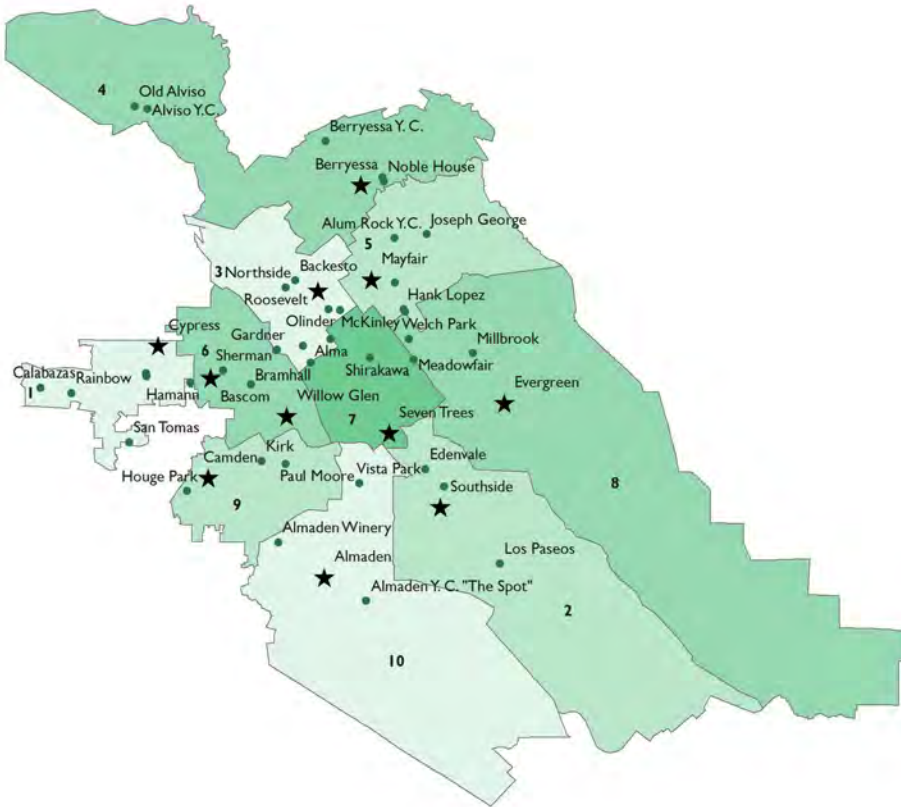 4
Old Alviso
Alviso Y.C.
Berryessa Y. C.
Berryessa
Noble House
Alum Rock Y.C.
Joseph George
5
Mayfair
3
Northside
Backesto
Roosevelt
Hank Lopez
Olinder
McKinley
Welch Park
Cypress
Gardner
Alma
Millbrook
6
Sherman
Shirakawa
Meadowfair
Calabazas
Rainbow
1
Hamann
Bascom
Bramhall
Willow Glen
Evergreen
7
Seven Trees
San Tomas
Camden
Kirk
Edenvale
Houge Park
Paul Moore
Vista Park
Southside
8
9
Almaden Winery
Almaden
Los Paseos
Almaden Y. C. "The Spot"
2
10